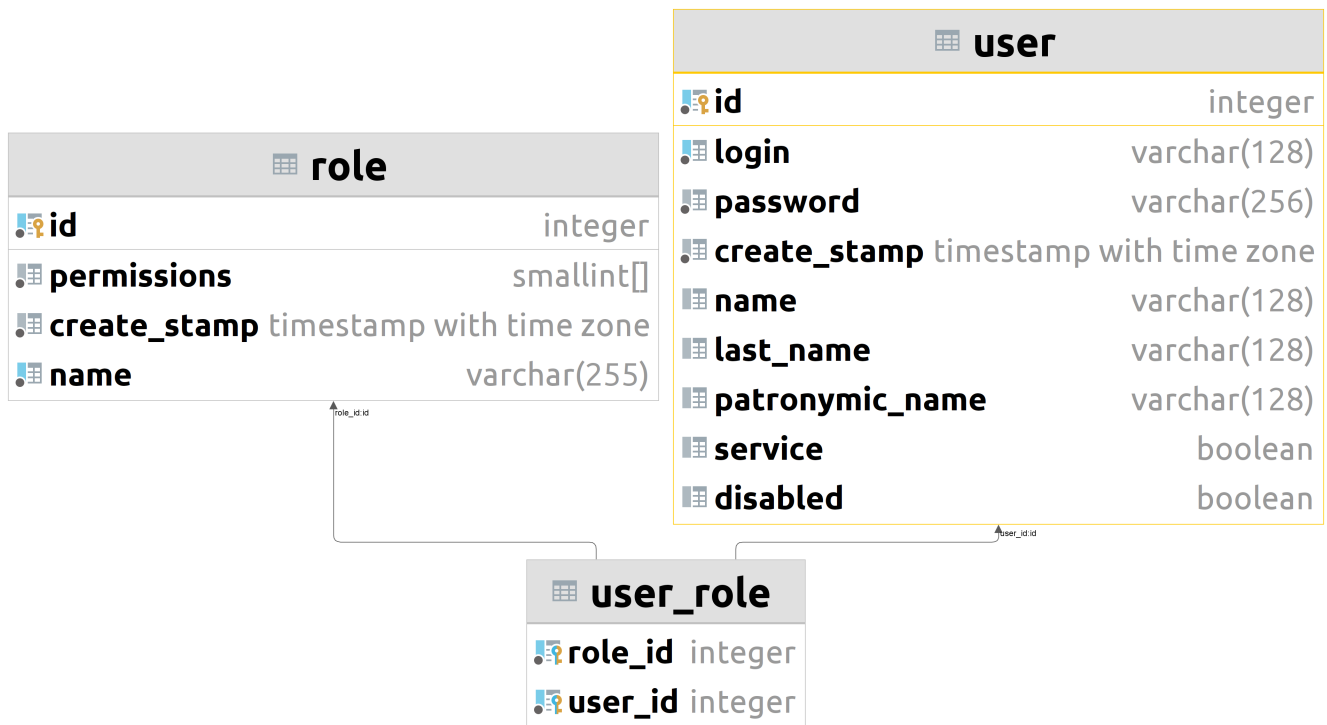 role
id integer
permissions smallint[]
create_stamp timestamp with time zone
name varchar(255)
user
id integer
login varchar(128)
password varchar(256)
create_stamp timestamp with time zone
name varchar(128)
last_name varchar(128)
patronymic_name varchar(128)
service boolean
disabled boolean
role_id:id
user_id:id
user_role
role_id integer
user_id integer